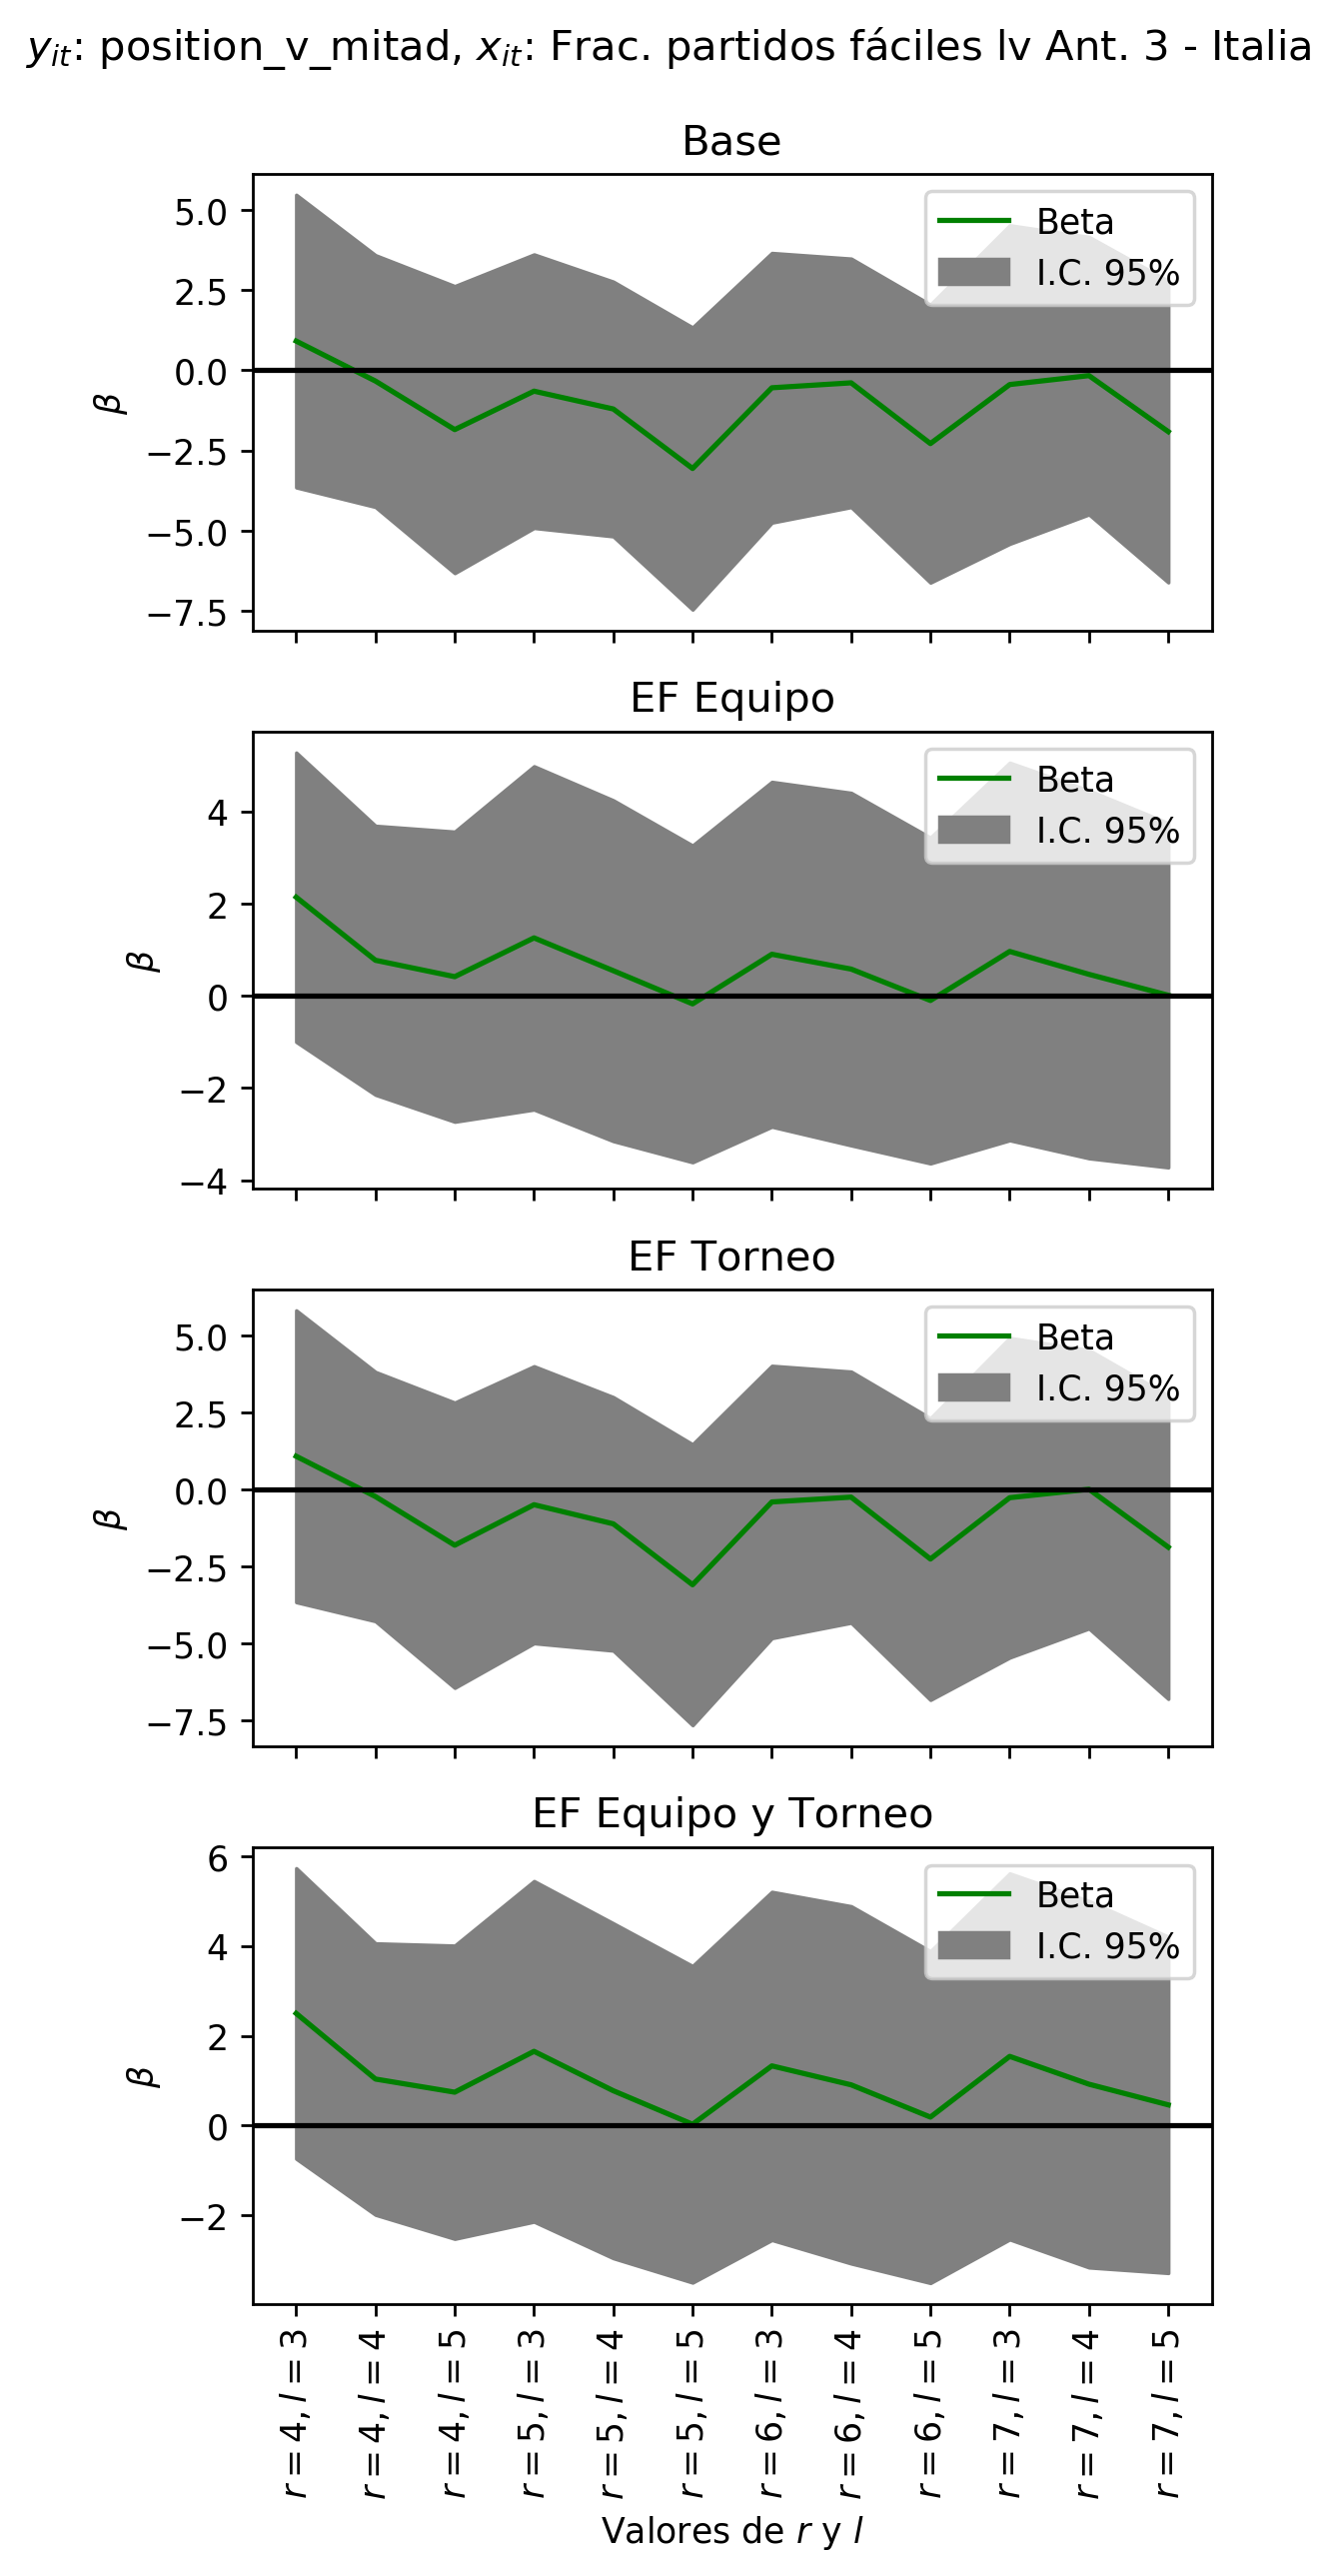 y_it: position_v_mitad, x_it: Frac. partidos fáciles lv Ant. 3 - Italia
Base
Beta
I.C. 95%
5.0
2.5
0.0
−2.5
−5.0
−7.5
β
EF Equipo
Beta
I.C. 95%
4
2
0
−2
−4
β
EF Torneo
Beta
I.C. 95%
5.0
2.5
0.0
−2.5
−5.0
−7.5
β
EF Equipo y Torneo
Beta
I.C. 95%
6
4
2
0
−2
β
r = 4, l = 3
r = 4, l = 4
r = 4, l = 5
r = 5, l = 3
r = 5, l = 4
r = 5, l = 5
r = 6, l = 3
r = 6, l = 4
r = 6, l = 5
r = 7, l = 3
r = 7, l = 4
r = 7, l = 5
Valores de r y l